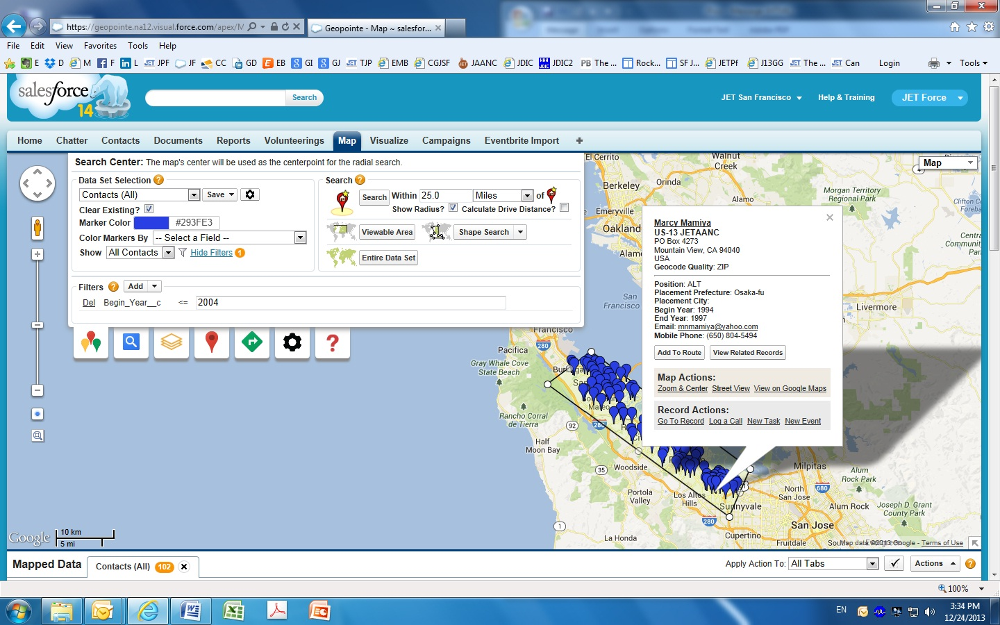 https://geopointe.na12.visual.force.com/apex/M
Geopointe - Map ~ salesfor...
File Edit View Favorites Tools Help
E D M F L JPF JF CC GD EB GI GJ TJP EMB CGJSF JAANC JDIC JDIC2 PB The ... Rock... SF J... JETPf J13GG The ... Can Login Tools
salesforce
14
Search
JET San Francisco Help & Training JET Force
Home Chatter Contacts Documents Reports Volunteerings Map Visualize Campaigns Eventbrite Import +
Search Center: The map's center will be used as the centerpoint for the radial search.
Data Set Selection ?
Contacts (All) Save
Clear Existing?
Marker Color #293FE3
Color Markers By -- Select a Field --
Show All Contacts Hide Filters 1
Search ?
Search Within 25.0 Miles of
Show Radius? Calculate Drive Distance?
Viewable Area Shape Search
Entire Data Set
Filters ? Add
Del Begin_Year__c <= 2004
Map
El Cerrito
Walnut Creek
Berkeley
Orinda
Emeryville
Alamo
Oakland
Morgan Territory Regional Preserve
Clifton Co
Central
Community
Par
Alam
San Francisco
Livermore
Francisco
Pacifica
280
Gray Whale Cove State Beach
Rancho Corral de Tierra
92
280
Mateo
Half Moon Bay
35
Woodside
Portola Valley
Los Altos Hills
Sunnyvale
280
Cupertino
La Honda
1
Milpitas
Alum Rock Park
680
North San Jose
Alum Rock
Joseph D. Grant County Park
San Jose
Fruitdale
Marcy Mamiya
US-13 JETAANC
PO Box 4273
Mountain View, CA 94040
USA
Geocode Quality: ZIP
Position: ALT
Placement Prefecture: Osaka-fu
Placement City:
Begin Year: 1994
End Year: 1997
Email: mnmamiya@yahoo.com
Mobile Phone: (650) 804-5494
Add To Route View Related Records
Map Actions:
Zoom & Center Street View View on Google Maps
Record Actions:
Go To Record Log a Call New Task New Event
Google
10 km
5 mi
Map data ©2013 Google - Terms of Use
Mapped Data Contacts (All) 102
Apply Action To: All Tabs Actions ?
100%
EN
3:34 PM
12/24/2013